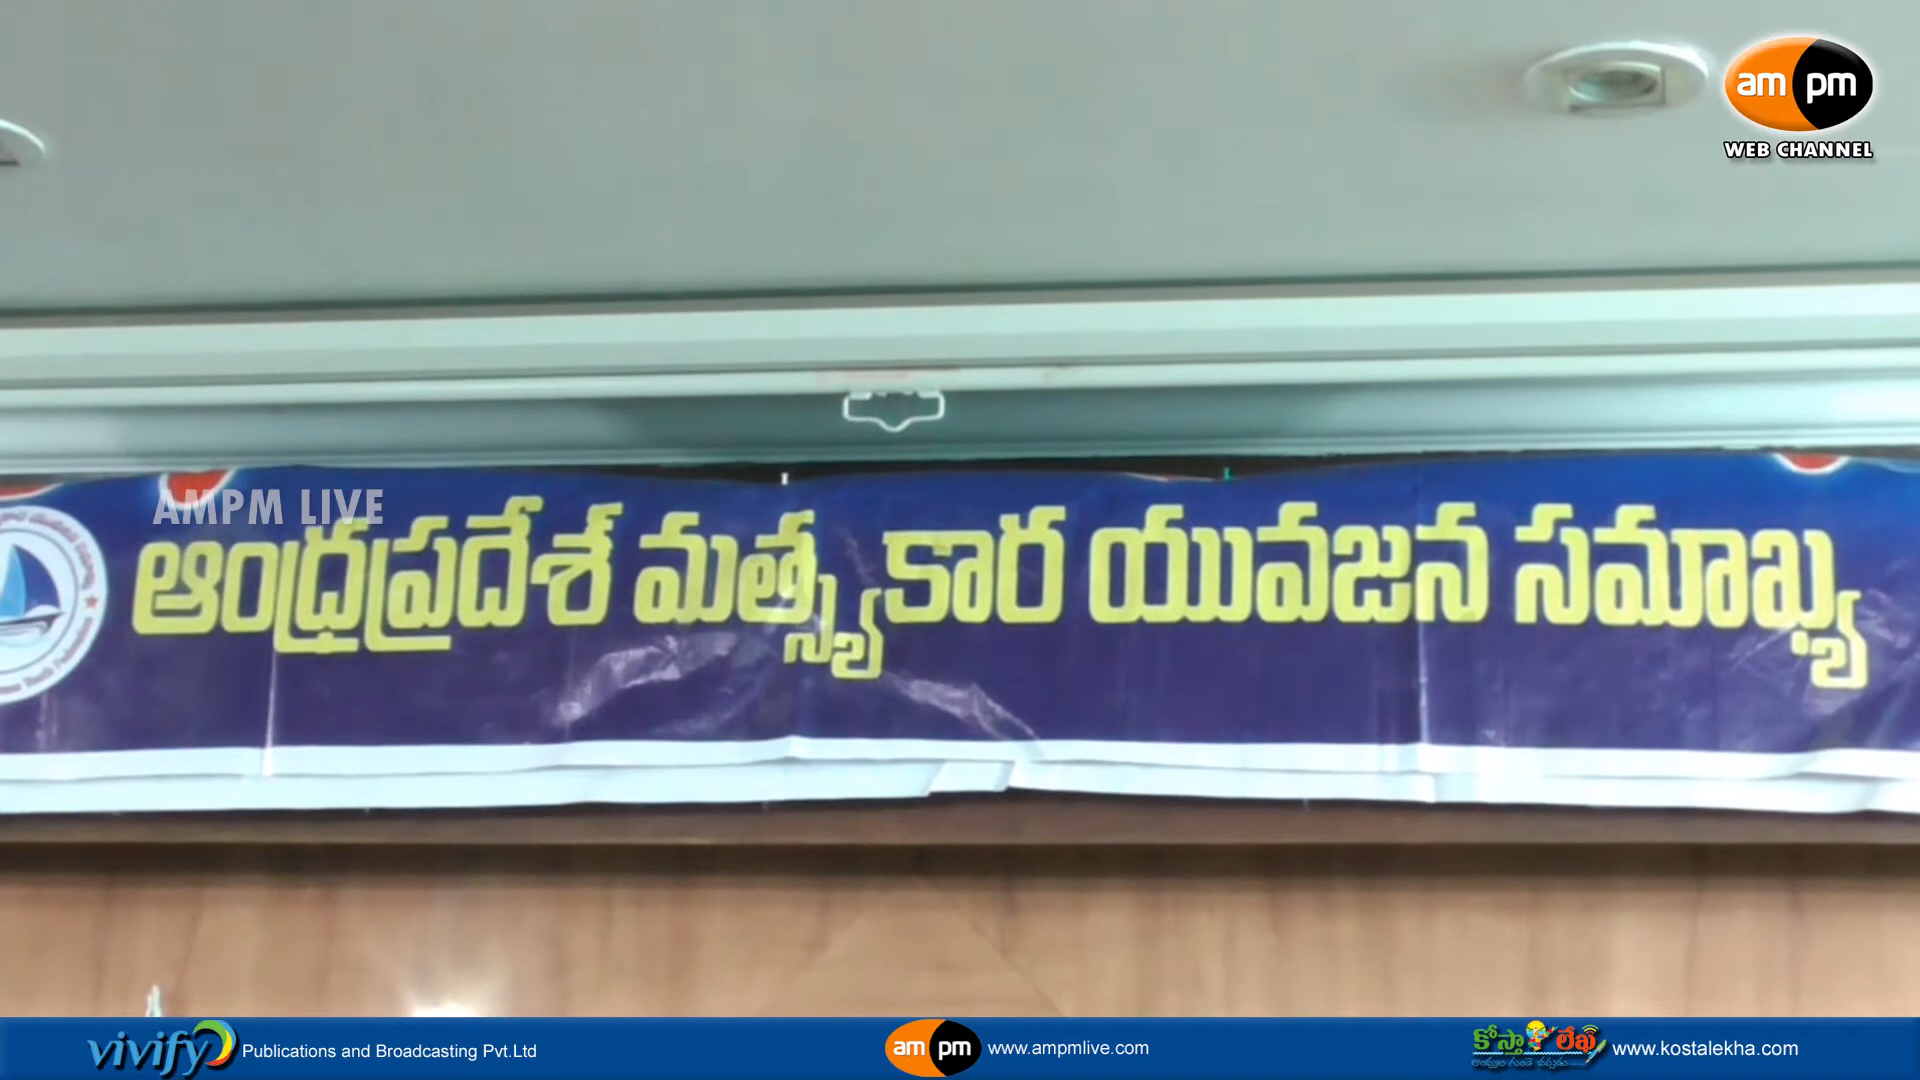 am pm
WEB CHANNEL
AMPM LIVE
ఆంధ్రప్రదేశ్ మత్స్యకార యువజన సమాఖ్య
vivify Publications and Broadcasting Pvt.Ltd
am pm www.ampmlive.com
కోస్తా లేఖ www.kostalekha.com